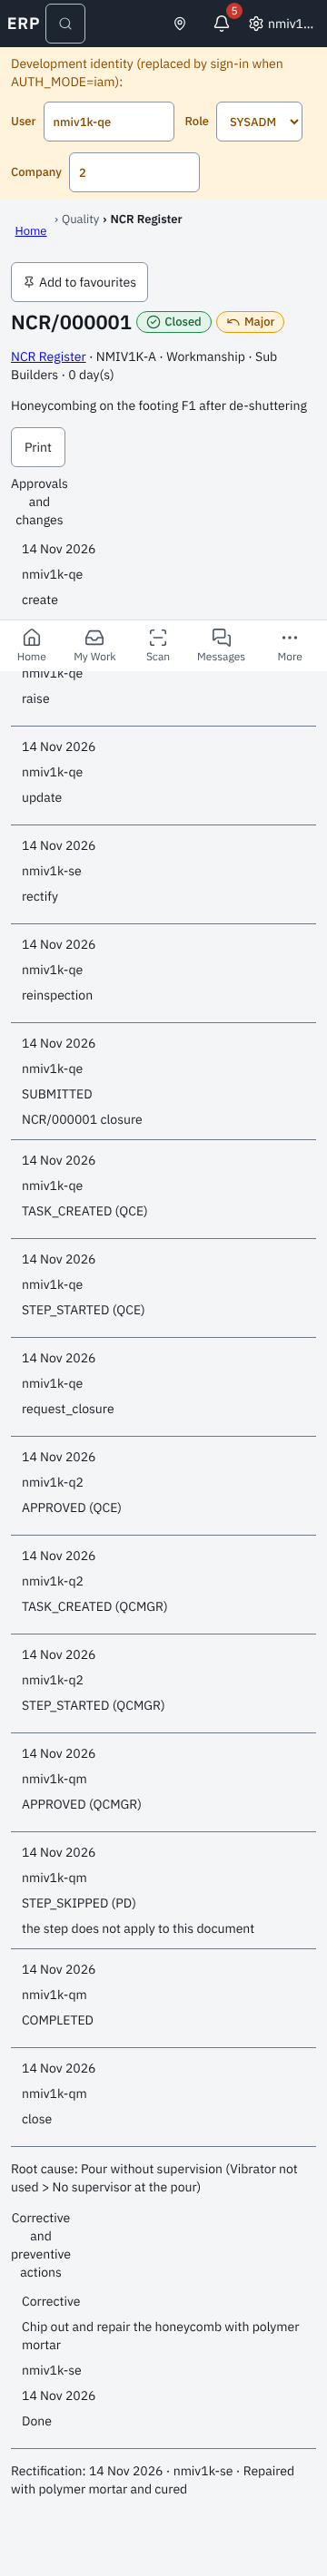 ERP
5
nmiv1...
Development identity (replaced by sign-in when
AUTH_MODE=iam):
User nmiv1k-qe Role SYSADM
Company 2
Home › Quality › NCR Register
Add to favourites
NCR/000001 Closed Major
NCR Register · NMIV1K-A · Workmanship · Sub
Builders · 0 day(s)
Honeycombing on the footing F1 after de-shuttering
Print
Approvals
and
changes
14 Nov 2026
nmiv1k-qe
create
Home My Work Scan Messages More
nmiv1k-qe
raise
14 Nov 2026
nmiv1k-qe
update
14 Nov 2026
nmiv1k-se
rectify
14 Nov 2026
nmiv1k-qe
reinspection
14 Nov 2026
nmiv1k-qe
SUBMITTED
NCR/000001 closure
14 Nov 2026
nmiv1k-qe
TASK_CREATED (QCE)
14 Nov 2026
nmiv1k-qe
STEP_STARTED (QCE)
14 Nov 2026
nmiv1k-qe
request_closure
14 Nov 2026
nmiv1k-q2
APPROVED (QCE)
14 Nov 2026
nmiv1k-q2
TASK_CREATED (QCMGR)
14 Nov 2026
nmiv1k-q2
STEP_STARTED (QCMGR)
14 Nov 2026
nmiv1k-qm
APPROVED (QCMGR)
14 Nov 2026
nmiv1k-qm
STEP_SKIPPED (PD)
the step does not apply to this document
14 Nov 2026
nmiv1k-qm
COMPLETED
14 Nov 2026
nmiv1k-qm
close
Root cause: Pour without supervision (Vibrator not
used > No supervisor at the pour)
Corrective
and
preventive
actions
Corrective
Chip out and repair the honeycomb with polymer
mortar
nmiv1k-se
14 Nov 2026
Done
Rectification: 14 Nov 2026 · nmiv1k-se · Repaired
with polymer mortar and cured